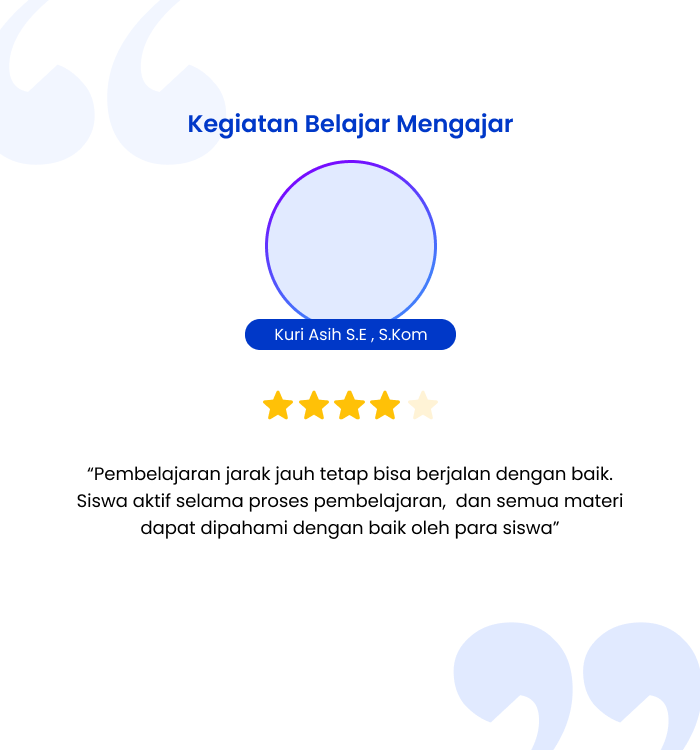 Kegiatan Belajar Mengajar
Kuri Asih S.E , S.Kom
“Pembelajaran jarak jauh tetap bisa berjalan dengan baik.
Siswa aktif selama proses pembelajaran,  dan semua materi
dapat dipahami dengan baik oleh para siswa”